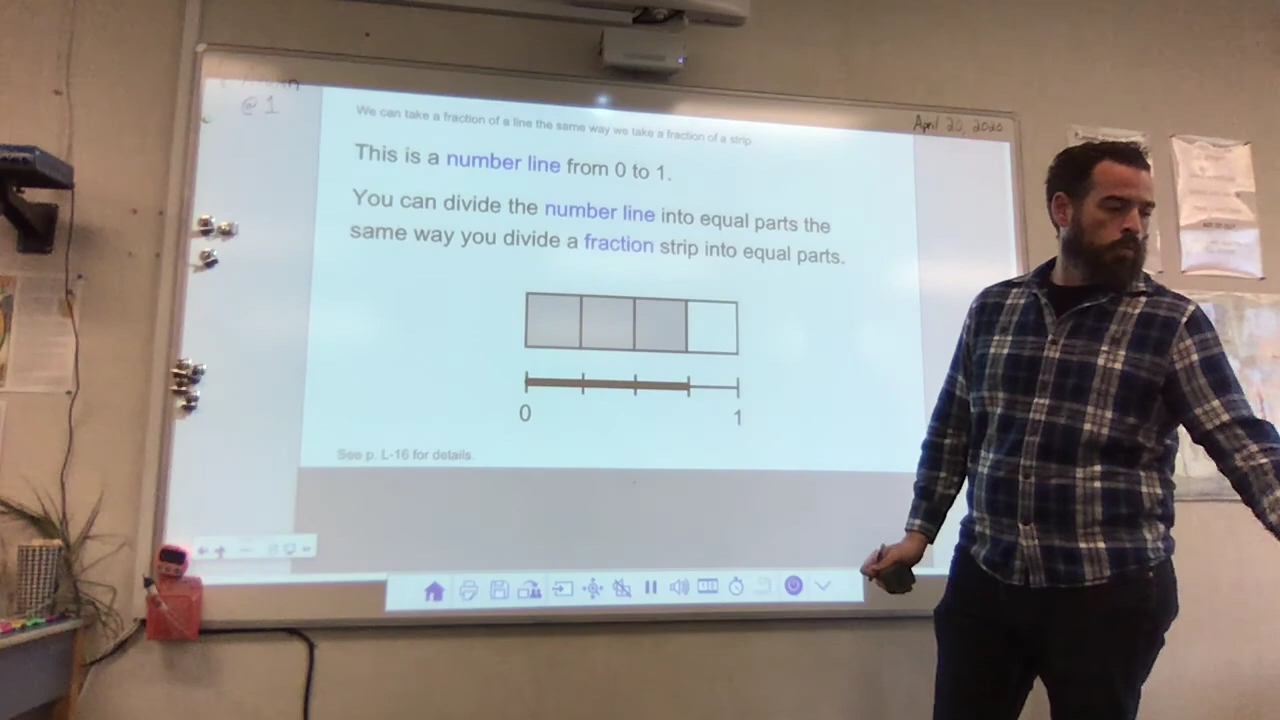 @ 1
April 20, 2020
We can take a fraction of a line the same way we take a fraction of a strip
This is a number line from 0 to 1.
You can divide the number line into equal parts the
same way you divide a fraction strip into equal parts.
0 1
See p. L-16 for details.